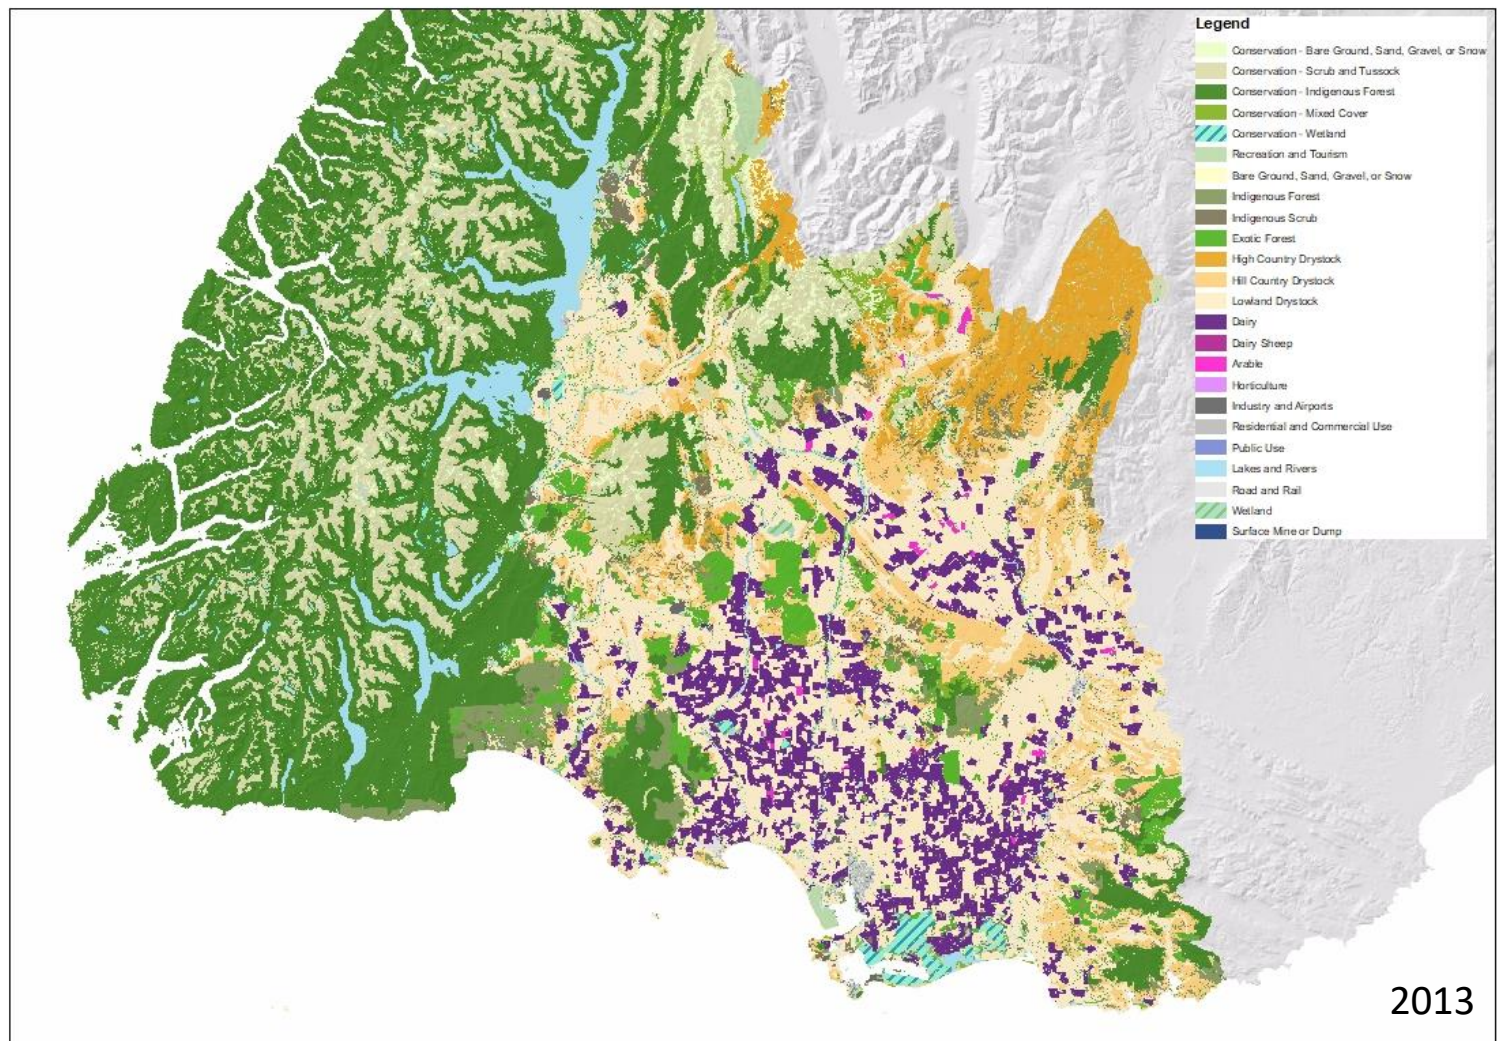 Legend
Conservation - Bare Ground, Sand, Gravel, or Snow
Conservation - Scrub and Tussock
Conservation - Indigenous Forest
Conservation - Mixed Cover
Conservation - Wetland
Recreation and Tourism
Bare Ground, Sand, Gravel, or Snow
Indigenous Forest
Indigenous Scrub
Exotic Forest
High Country Drystock
Hill Country Drystock
Lowland Drystock
Dairy
Dairy Sheep
Arable
Horticulture
Industry and Airports
Residential and Commercial Use
Public Use
Lakes and Rivers
Road and Rail
Wetland
Surface Mine or Dump
2013